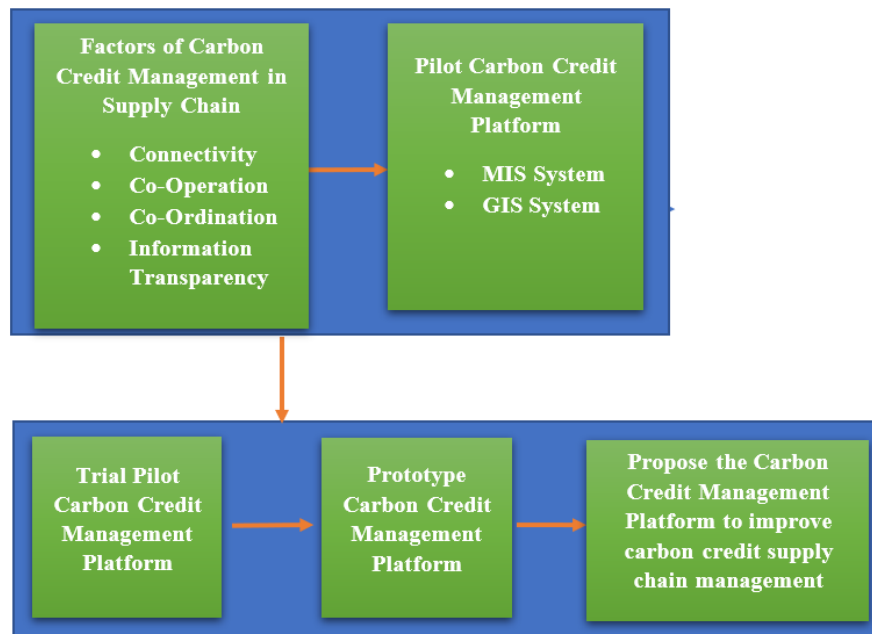 Factors of Carbon
Credit Management in
Supply Chain
• Connectivity
• Co-Operation
• Co-Ordination
• Information
Transparency
Pilot Carbon Credit
Management
Platform
• MIS System
• GIS System
Trial Pilot
Carbon Credit
Management
Platform
Prototype
Carbon Credit
Management
Platform
Propose the Carbon
Credit Management
Platform to improve
carbon credit supply
chain management